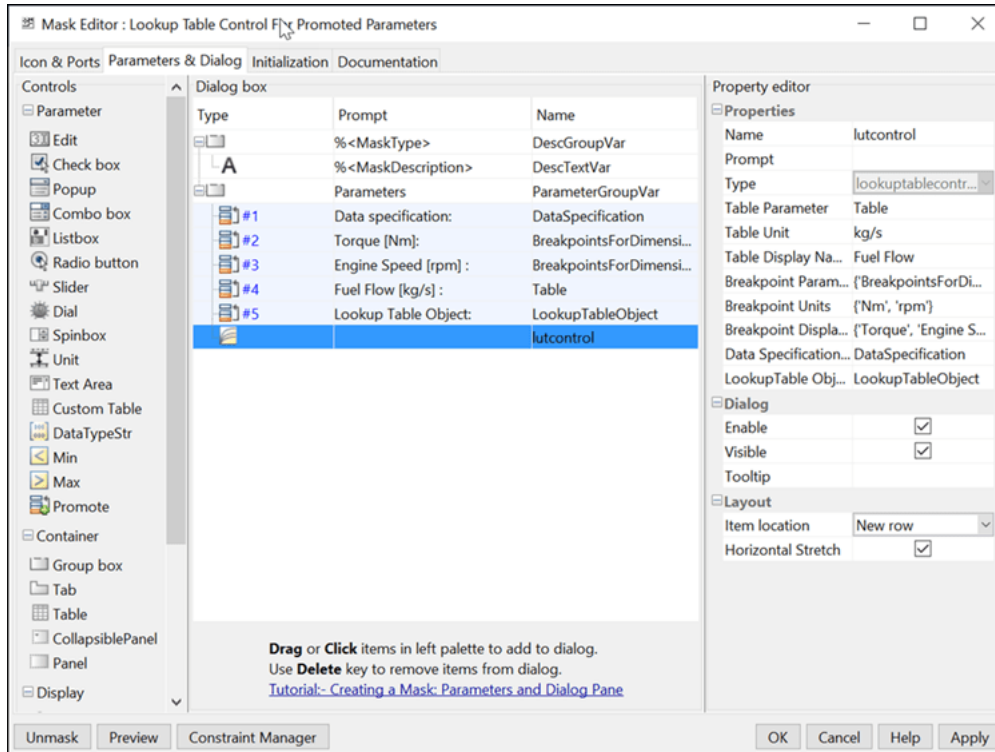 Mask Editor : Lookup Table Control For Promoted Parameters
Icon & Ports Parameters & Dialog Initialization Documentation
Controls
Parameter
Edit
Check box
Popup
Combo box
Listbox
Radio button
Slider
Dial
Spinbox
Unit
Text Area
Custom Table
DataTypeStr
Min
Max
Promote
Container
Group box
Tab
Table
CollapsiblePanel
Panel
Display
Dialog box
Type Prompt Name
%<MaskType> DescGroupVar
A %<MaskDescription> DescTextVar
Parameters ParameterGroupVar
#1 Data specification: DataSpecification
#2 Torque [Nm]: BreakpointsForDimensi...
#3 Engine Speed [rpm] : BreakpointsForDimensi...
#4 Fuel Flow [kg/s] : Table
#5 Lookup Table Object: LookupTableObject
lutcontrol
Drag or Click items in left palette to add to dialog.
Use Delete key to remove items from dialog.
Tutorial:- Creating a Mask: Parameters and Dialog Pane
Property editor
Properties
Name lutcontrol
Prompt
Type lookuptablecontr...
Table Parameter Table
Table Unit kg/s
Table Display Na... Fuel Flow
Breakpoint Param... {'BreakpointsForDi...
Breakpoint Units {'Nm', 'rpm'}
Breakpoint Displa... {'Torque', 'Engine S...
Data Specification... DataSpecification
LookupTable Obj... LookupTableObject
Dialog
Enable
Visible
Tooltip
Layout
Item location New row
Horizontal Stretch
Unmask Preview Constraint Manager OK Cancel Help Apply